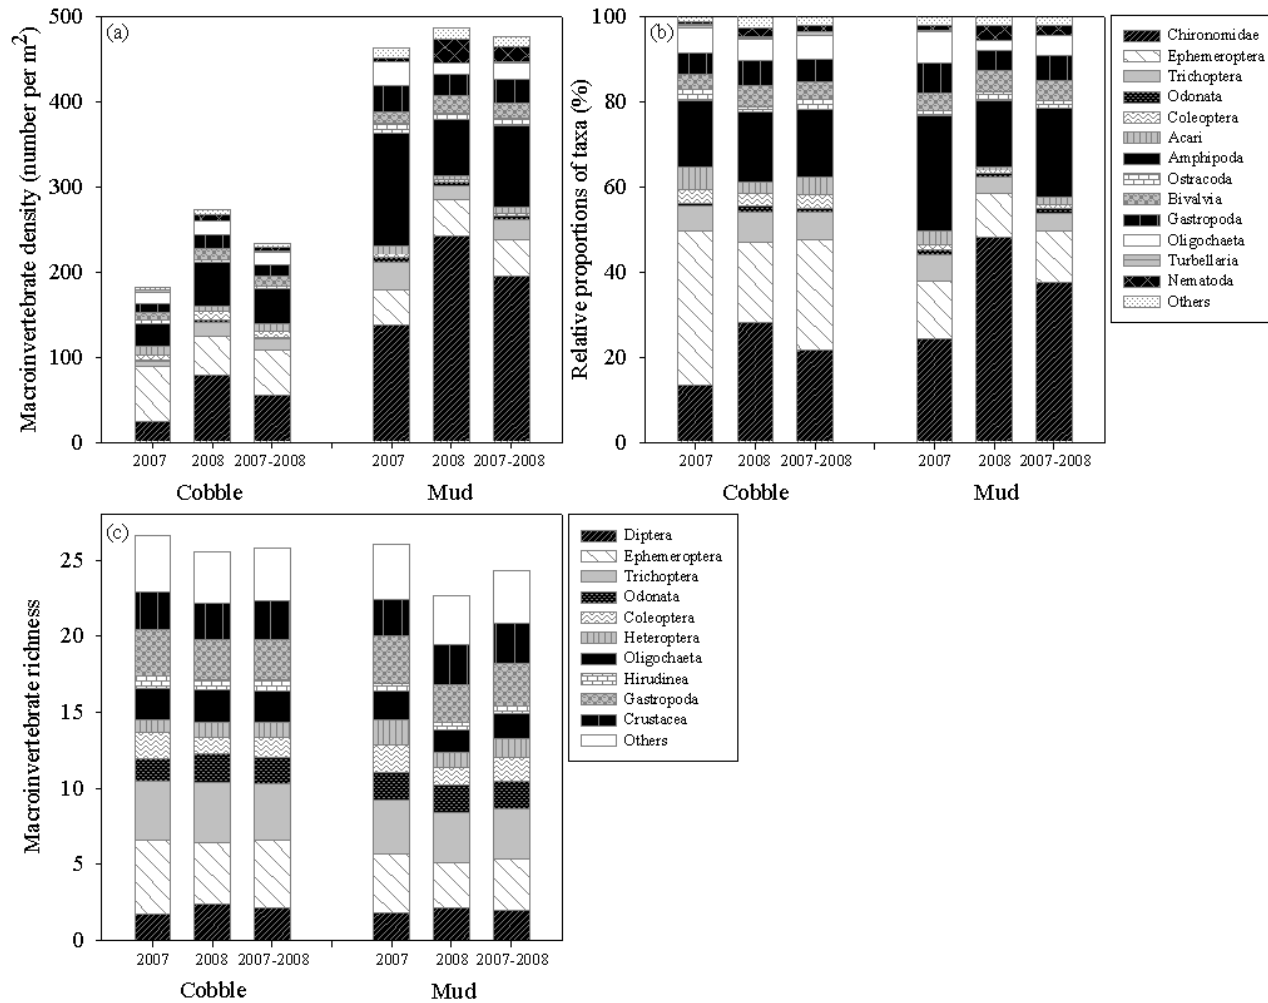 (a)
Macroinvertebrate density (number per m²)
500
400
300
200
100
0
2007 2008 2007-2008 2007 2008 2007-2008
Cobble Mud
(b)
Relative proportions of taxa (%)
100
80
60
40
20
0
2007 2008 2007-2008 2007 2008 2007-2008
Cobble Mud
Chironomidae
Ephemeroptera
Trichoptera
Odonata
Coleoptera
Acari
Amphipoda
Ostracoda
Bivalvia
Gastropoda
Oligochaeta
Turbellaria
Nematoda
Others
(c)
Macroinvertebrate richness
25
20
15
10
5
0
2007 2008 2007-2008 2007 2008 2007-2008
Cobble Mud
Diptera
Ephemeroptera
Trichoptera
Odonata
Coleoptera
Heteroptera
Oligochaeta
Hirudinea
Gastropoda
Crustacea
Others